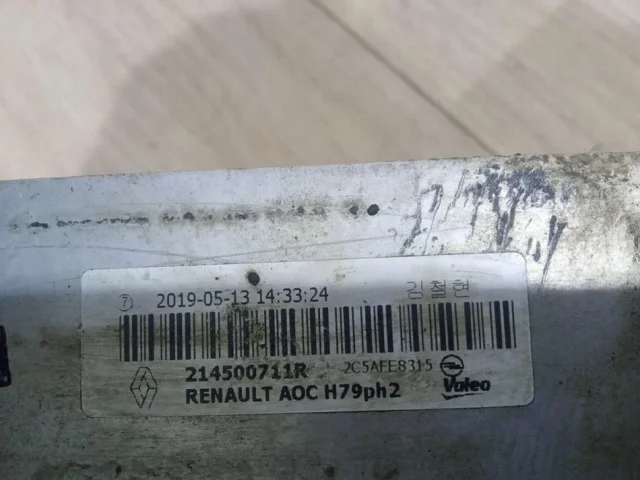 2019-05-13 14:33:24 김철현
214500711R 2C5AFE8315
RENAULT AOC H79ph2 Valeo